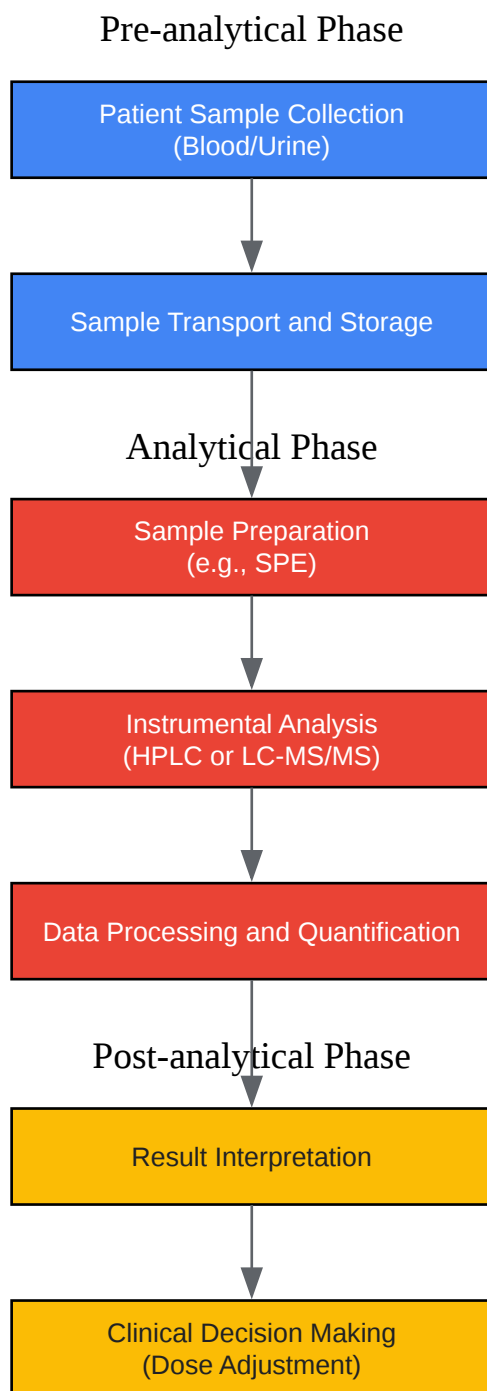 Pre-analytical Phase
Patient Sample Collection
(Blood/Urine)
Sample Transport and Storage
Analytical Phase
Sample Preparation
(e.g., SPE)
Instrumental Analysis
(HPLC or LC-MS/MS)
Data Processing and Quantification
Post-analytical Phase
Result Interpretation
Clinical Decision Making
(Dose Adjustment)